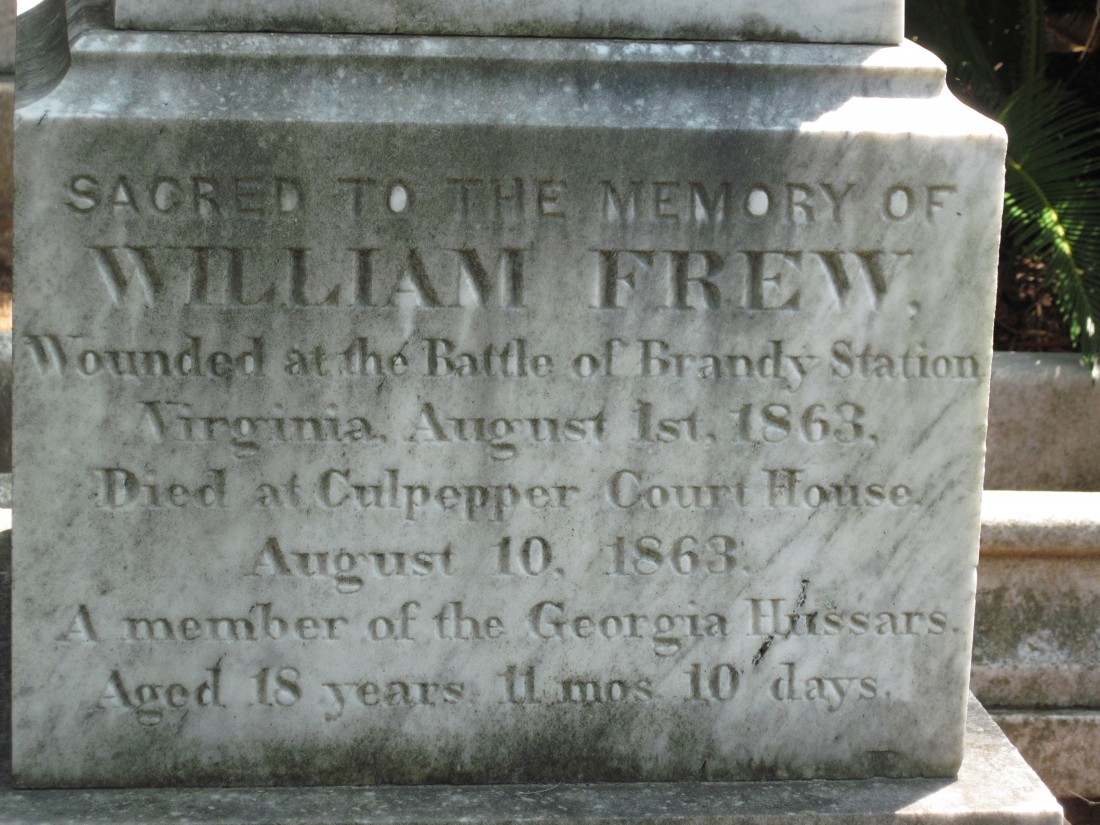 SACRED TO THE MEMORY OF
WILLIAM FREW,
Wounded at the Battle of Brandy Station
Virginia, August 1st, 1863,
Died at Culpepper Court House,
August 10, 1863.
A member of the Georgia Hussars.
Aged 18 years 11 mos 10 days.